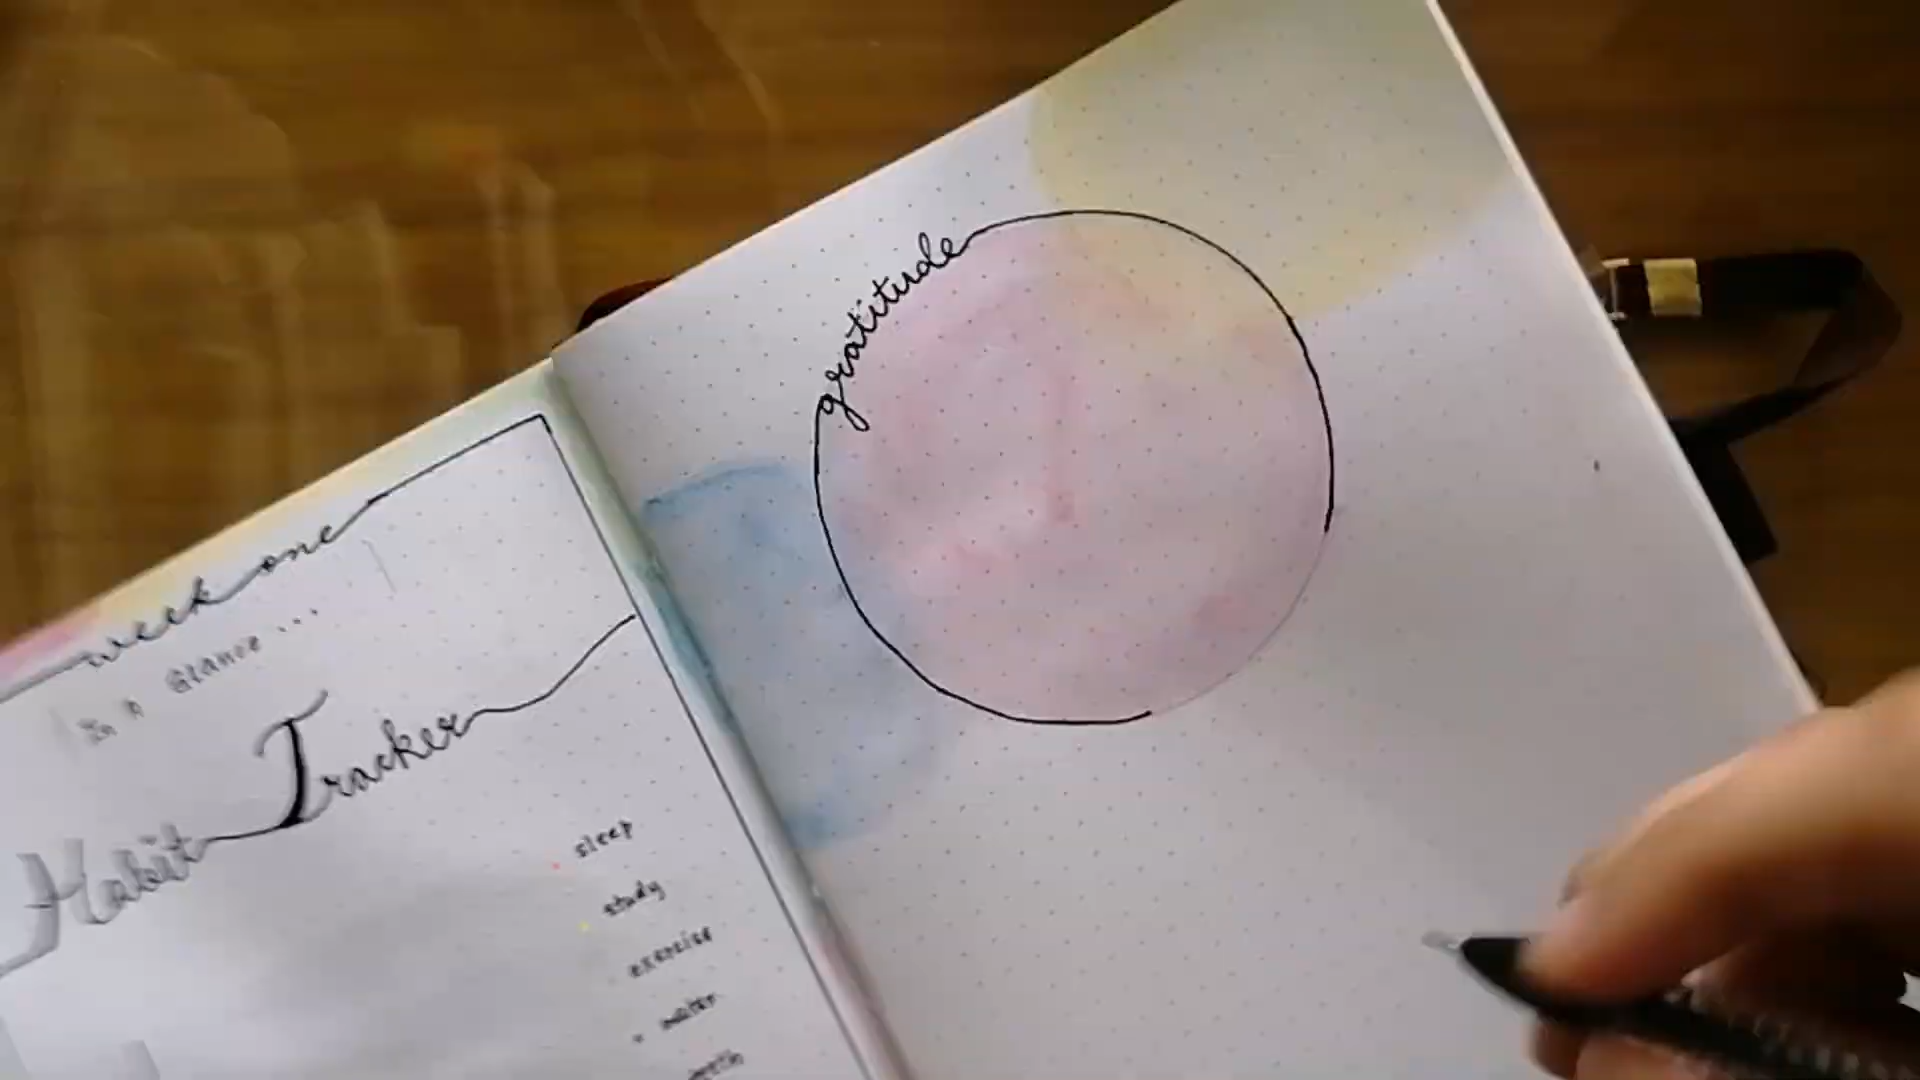 week one
In A Glance...
Habit Tracker
sleep
study
exercise
water
gratitude